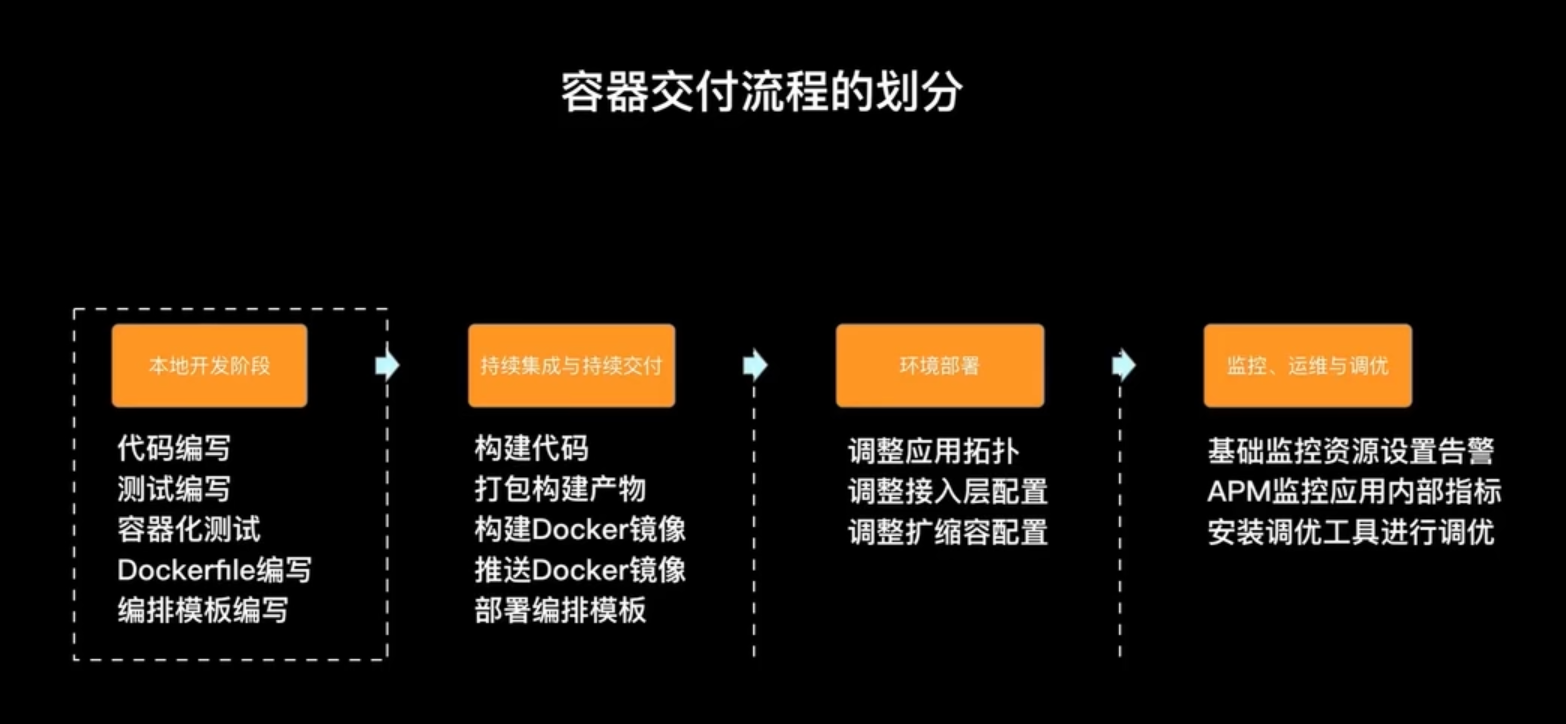 容器交付流程的划分
本地开发阶段
代码编写
测试编写
容器化测试
Dockerfile编写
编排模板编写
持续集成与持续交付
构建代码
打包构建产物
构建Docker镜像
推送Docker镜像
部署编排模板
环境部署
调整应用拓扑
调整接入层配置
调整扩缩容配置
监控、运维与调优
基础监控资源设置告警
APM监控应用内部指标
安装调优工具进行调优